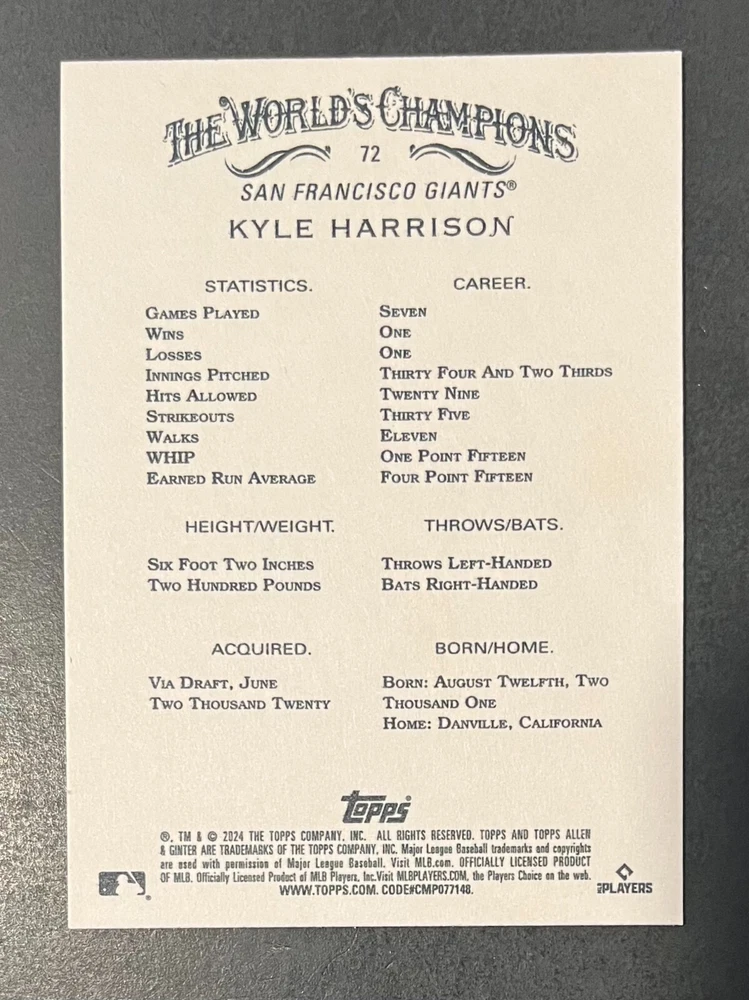 THE WORLD'S CHAMPIONS
72
SAN FRANCISCO GIANTS®
KYLE HARRISON
STATISTICS. CAREER.
GAMES PLAYED SEVEN
WINS ONE
LOSSES ONE
INNINGS PITCHED THIRTY FOUR AND TWO THIRDS
HITS ALLOWED TWENTY NINE
STRIKEOUTS THIRTY FIVE
WALKS ELEVEN
WHIP ONE POINT FIFTEEN
EARNED RUN AVERAGE FOUR POINT FIFTEEN
HEIGHT/WEIGHT. THROWS/BATS.
SIX FOOT TWO INCHES THROWS LEFT-HANDED
TWO HUNDRED POUNDS BATS RIGHT-HANDED
ACQUIRED. BORN/HOME.
VIA DRAFT, JUNE BORN: AUGUST TWELFTH, TWO
TWO THOUSAND TWENTY THOUSAND ONE
HOME: DANVILLE, CALIFORNIA
topps
®, TM & © 2024 THE TOPPS COMPANY, INC. ALL RIGHTS RESERVED. TOPPS AND TOPPS ALLEN
& GINTER ARE TRADEMARKS OF THE TOPPS COMPANY, INC. Major League Baseball trademarks and copyrights
are used with permission of Major League Baseball. Visit MLB.com. OFFICIALLY LICENSED PRODUCT
OF MLB. Officially Licensed Product of MLB Players, Inc.Visit MLBPLAYERS.COM, the Players Choice on the web.
WWW.TOPPS.COM. CODE#CMP077148.
MLB PLAYERS